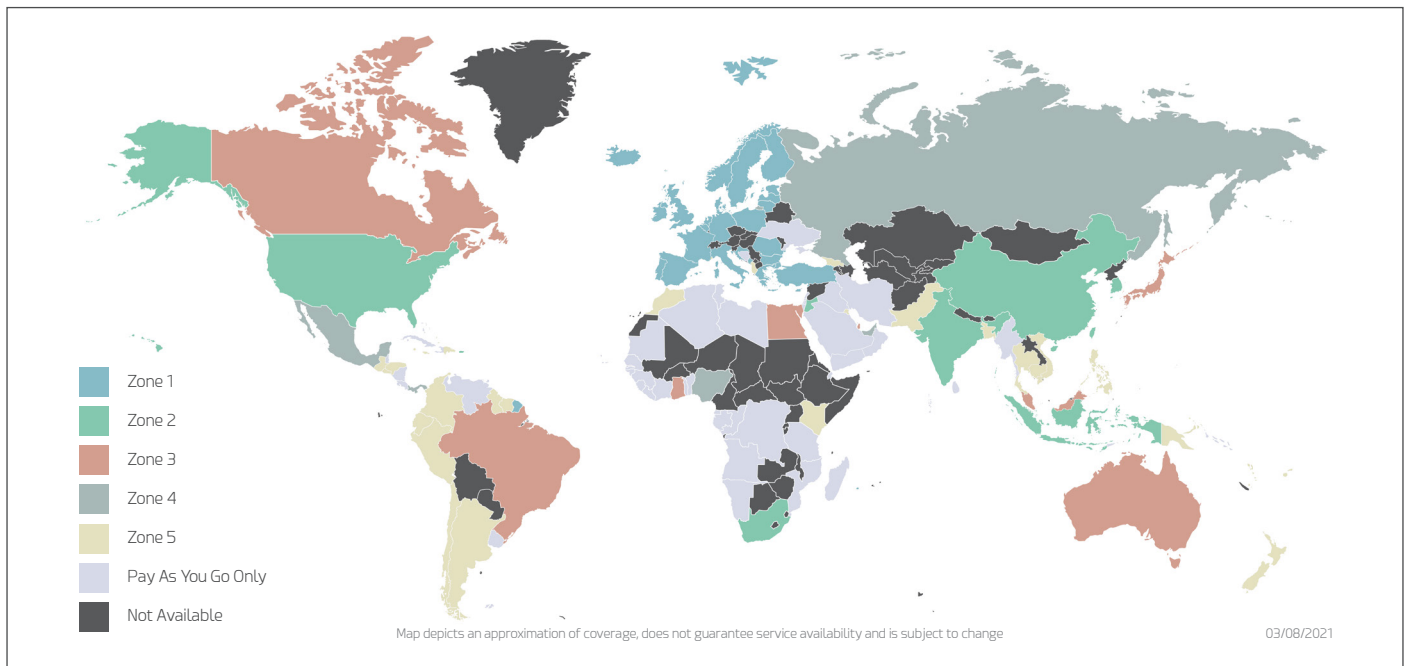 Zone 1
Zone 2
Zone 3
Zone 4
Zone 5
Pay As You Go Only
Not Available
Map depicts an approximation of coverage, does not guarantee service availability and is subject to change
03/08/2021